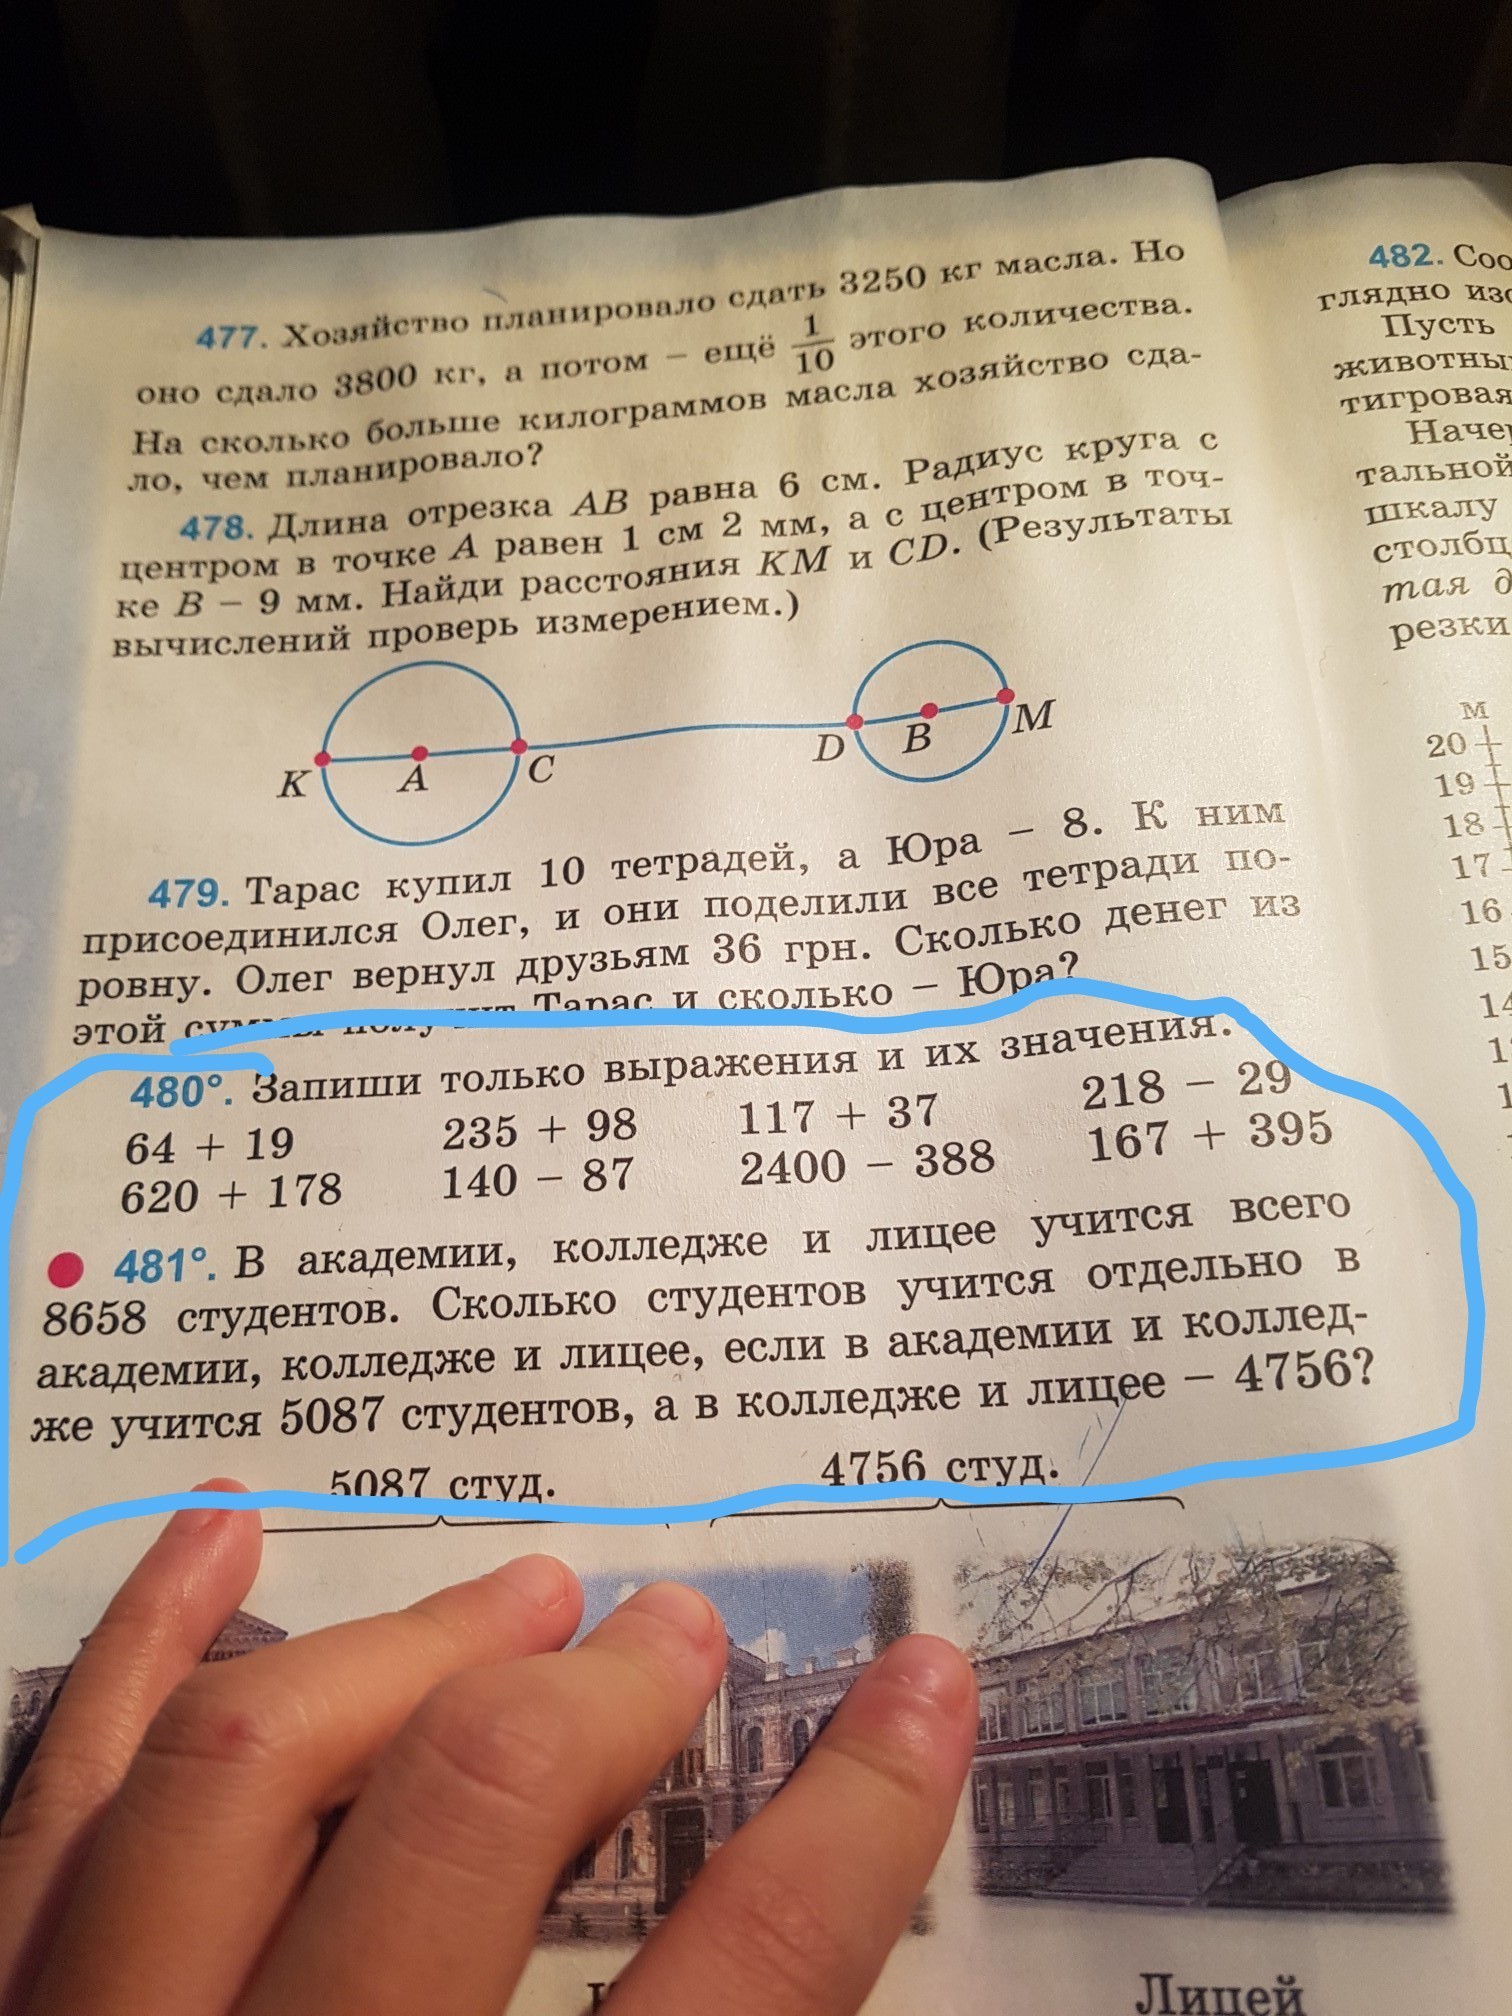 477. Хозяйство планировало сдать 3250 кг масла. Но
оно сдало 3800 кг, а потом – ещё 1/10 этого количества.
На сколько больше килограммов масла хозяйство сда-
ло, чем планировало?
478. Длина отрезка AB равна 6 см. Радиус круга с
центром в точке A равен 1 см 2 мм, а с центром в точ-
ке B – 9 мм. Найди расстояния KM и CD. (Результаты
вычислений проверь измерением.)
K A C D B M
479. Тарас купил 10 тетрадей, а Юра – 8. К ним
присоединился Олег, и они поделили все тетради по-
ровну. Олег вернул друзьям 36 грн. Сколько денег из
этой суммы получит Тарас и сколько – Юра?
480°. Запиши только выражения и их значения.
64 + 19 235 + 98 117 + 37 218 – 29
620 + 178 140 – 87 2400 – 388 167 + 395
481°. В академии, колледже и лицее учится всего
8658 студентов. Сколько студентов учится отдельно в
академии, колледже и лицее, если в академии и коллед-
же учится 5087 студентов, а в колледже и лицее – 4756?
5087 студ. 4756 студ.
Лицей
482. Соо
глядно изо
Пусть
животны
тигровая
Начер
тальной
шкалу
столбц
тая д
резки
м
20
19
18
17
16
15